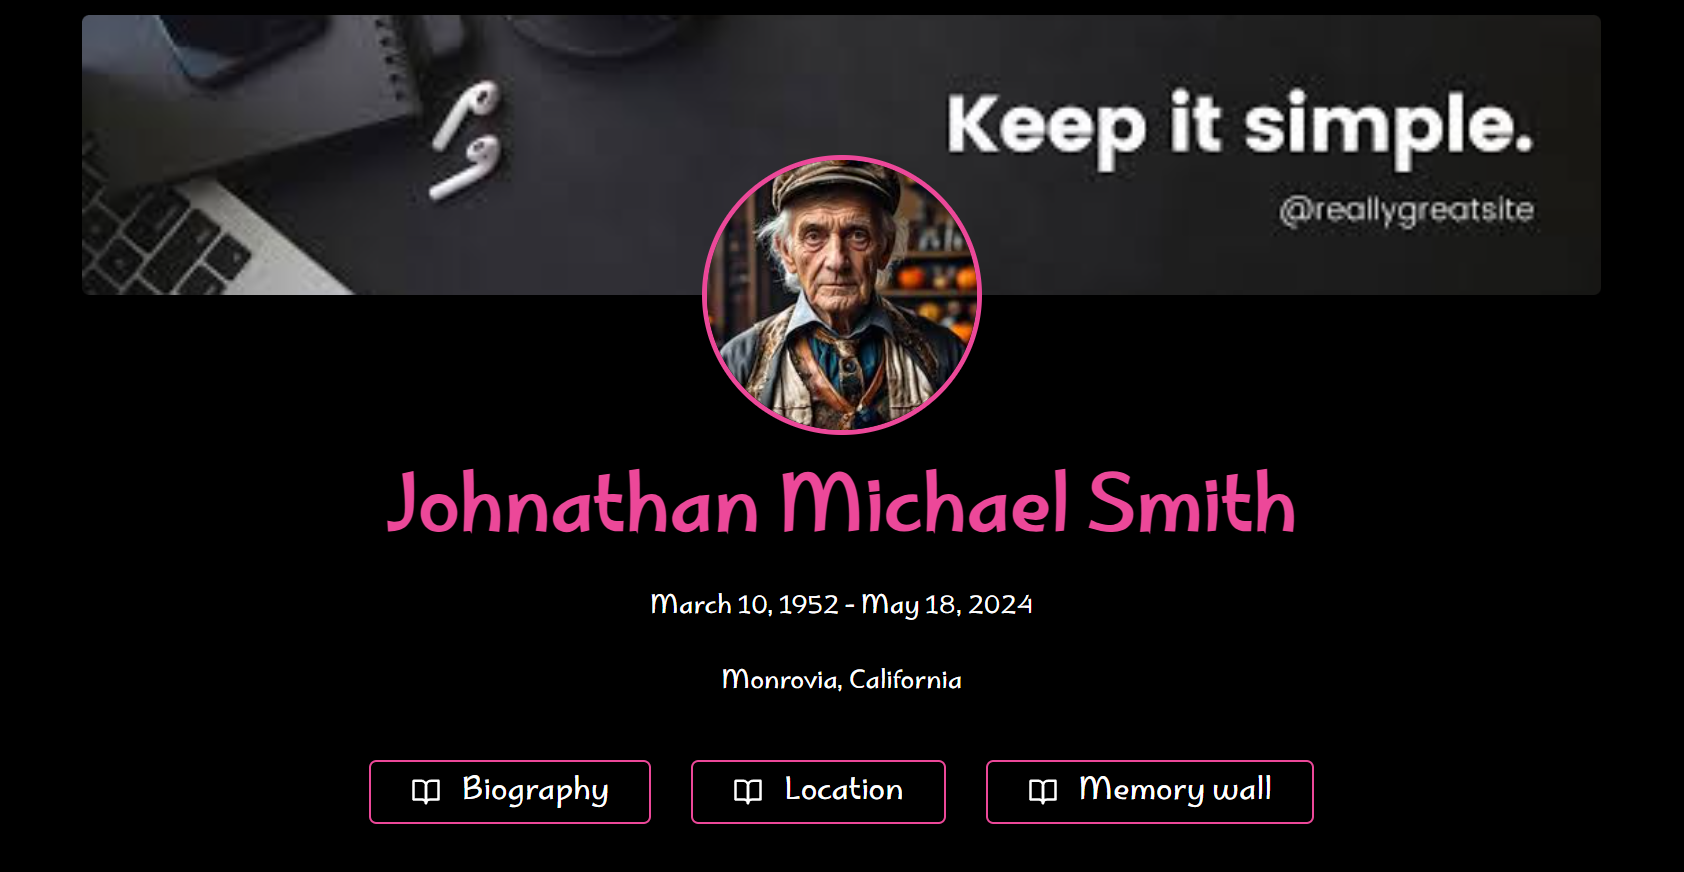 Keep it simple.
@reallygreatsite
Johnathan Michael Smith
March 10, 1952 - May 18, 2024
Monrovia, California
Biography
Location
Memory wall